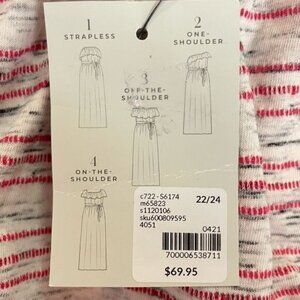 1
STRAPLESS
2
ONE-
SHOULDER
3
OFF-THE-
SHOULDER
4
ON-THE-
SHOULDER
c722-56174
m65823
s1120106
sku600809595
4051
22/24
0421
700006538711
$69.95